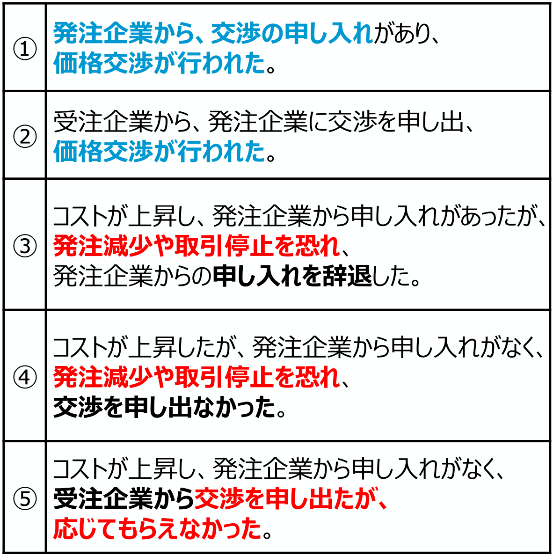 ①
発注企業から、交渉の申し入れがあり、
価格交渉が行われた。
②
受注企業から、発注企業に交渉を申し出、
価格交渉が行われた。
③
コストが上昇し、発注企業から申し入れがあったが、
発注減少や取引停止を恐れ、
発注企業からの申し入れを辞退した。
④
コストが上昇したが、発注企業から申し入れがなく、
発注減少や取引停止を恐れ、
交渉を申し出なかった。
⑤
コストが上昇し、発注企業から申し入れがなく、
受注企業から交渉を申し出たが、
応じてもらえなかった。